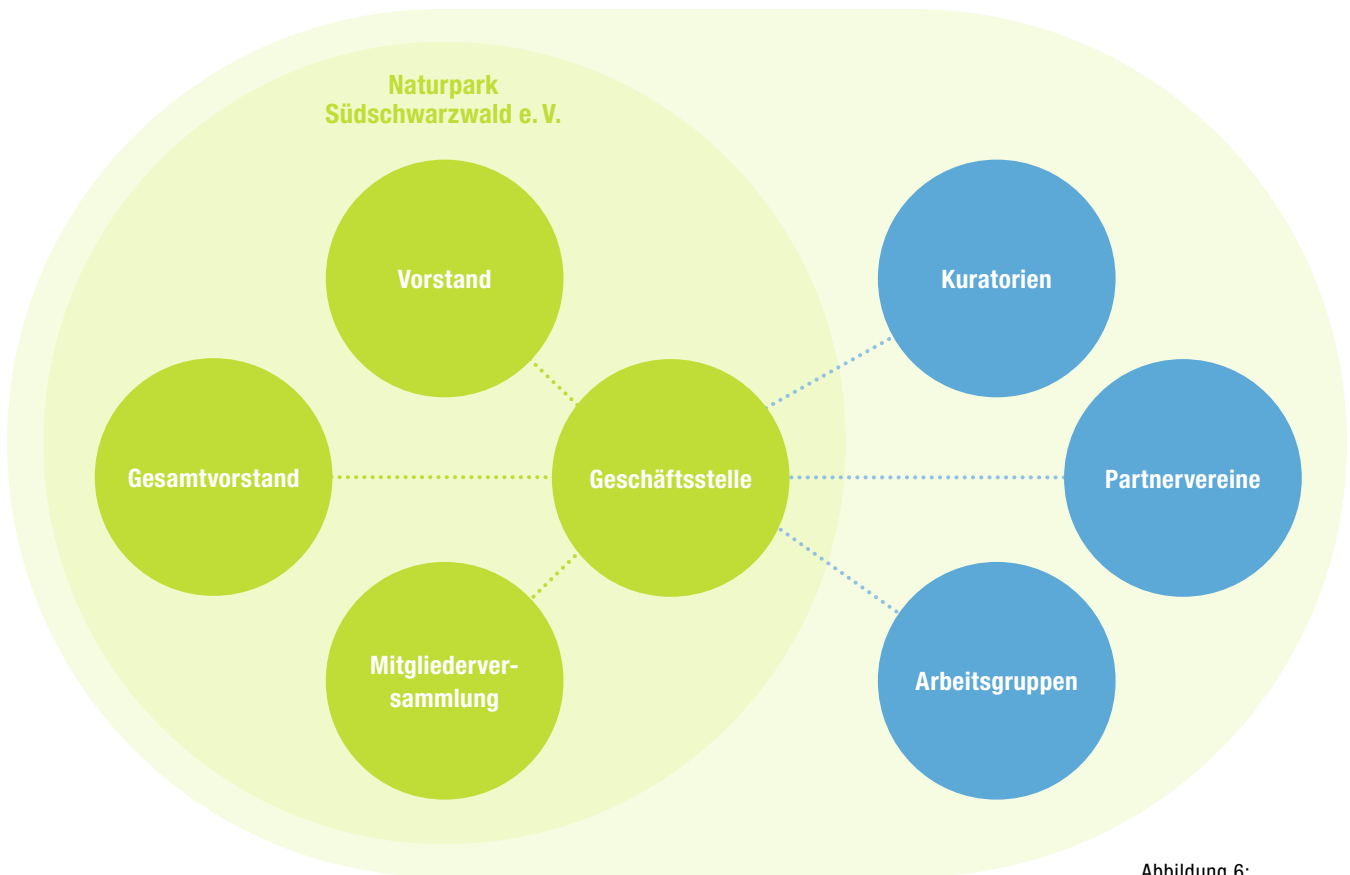 Naturpark
Südschwarzwald e. V.
Vorstand
Kuratorien
Gesamtvorstand
Geschäftsstelle
Partnervereine
Mitgliederver-
sammlung
Arbeitsgruppen
Abbildung 6: